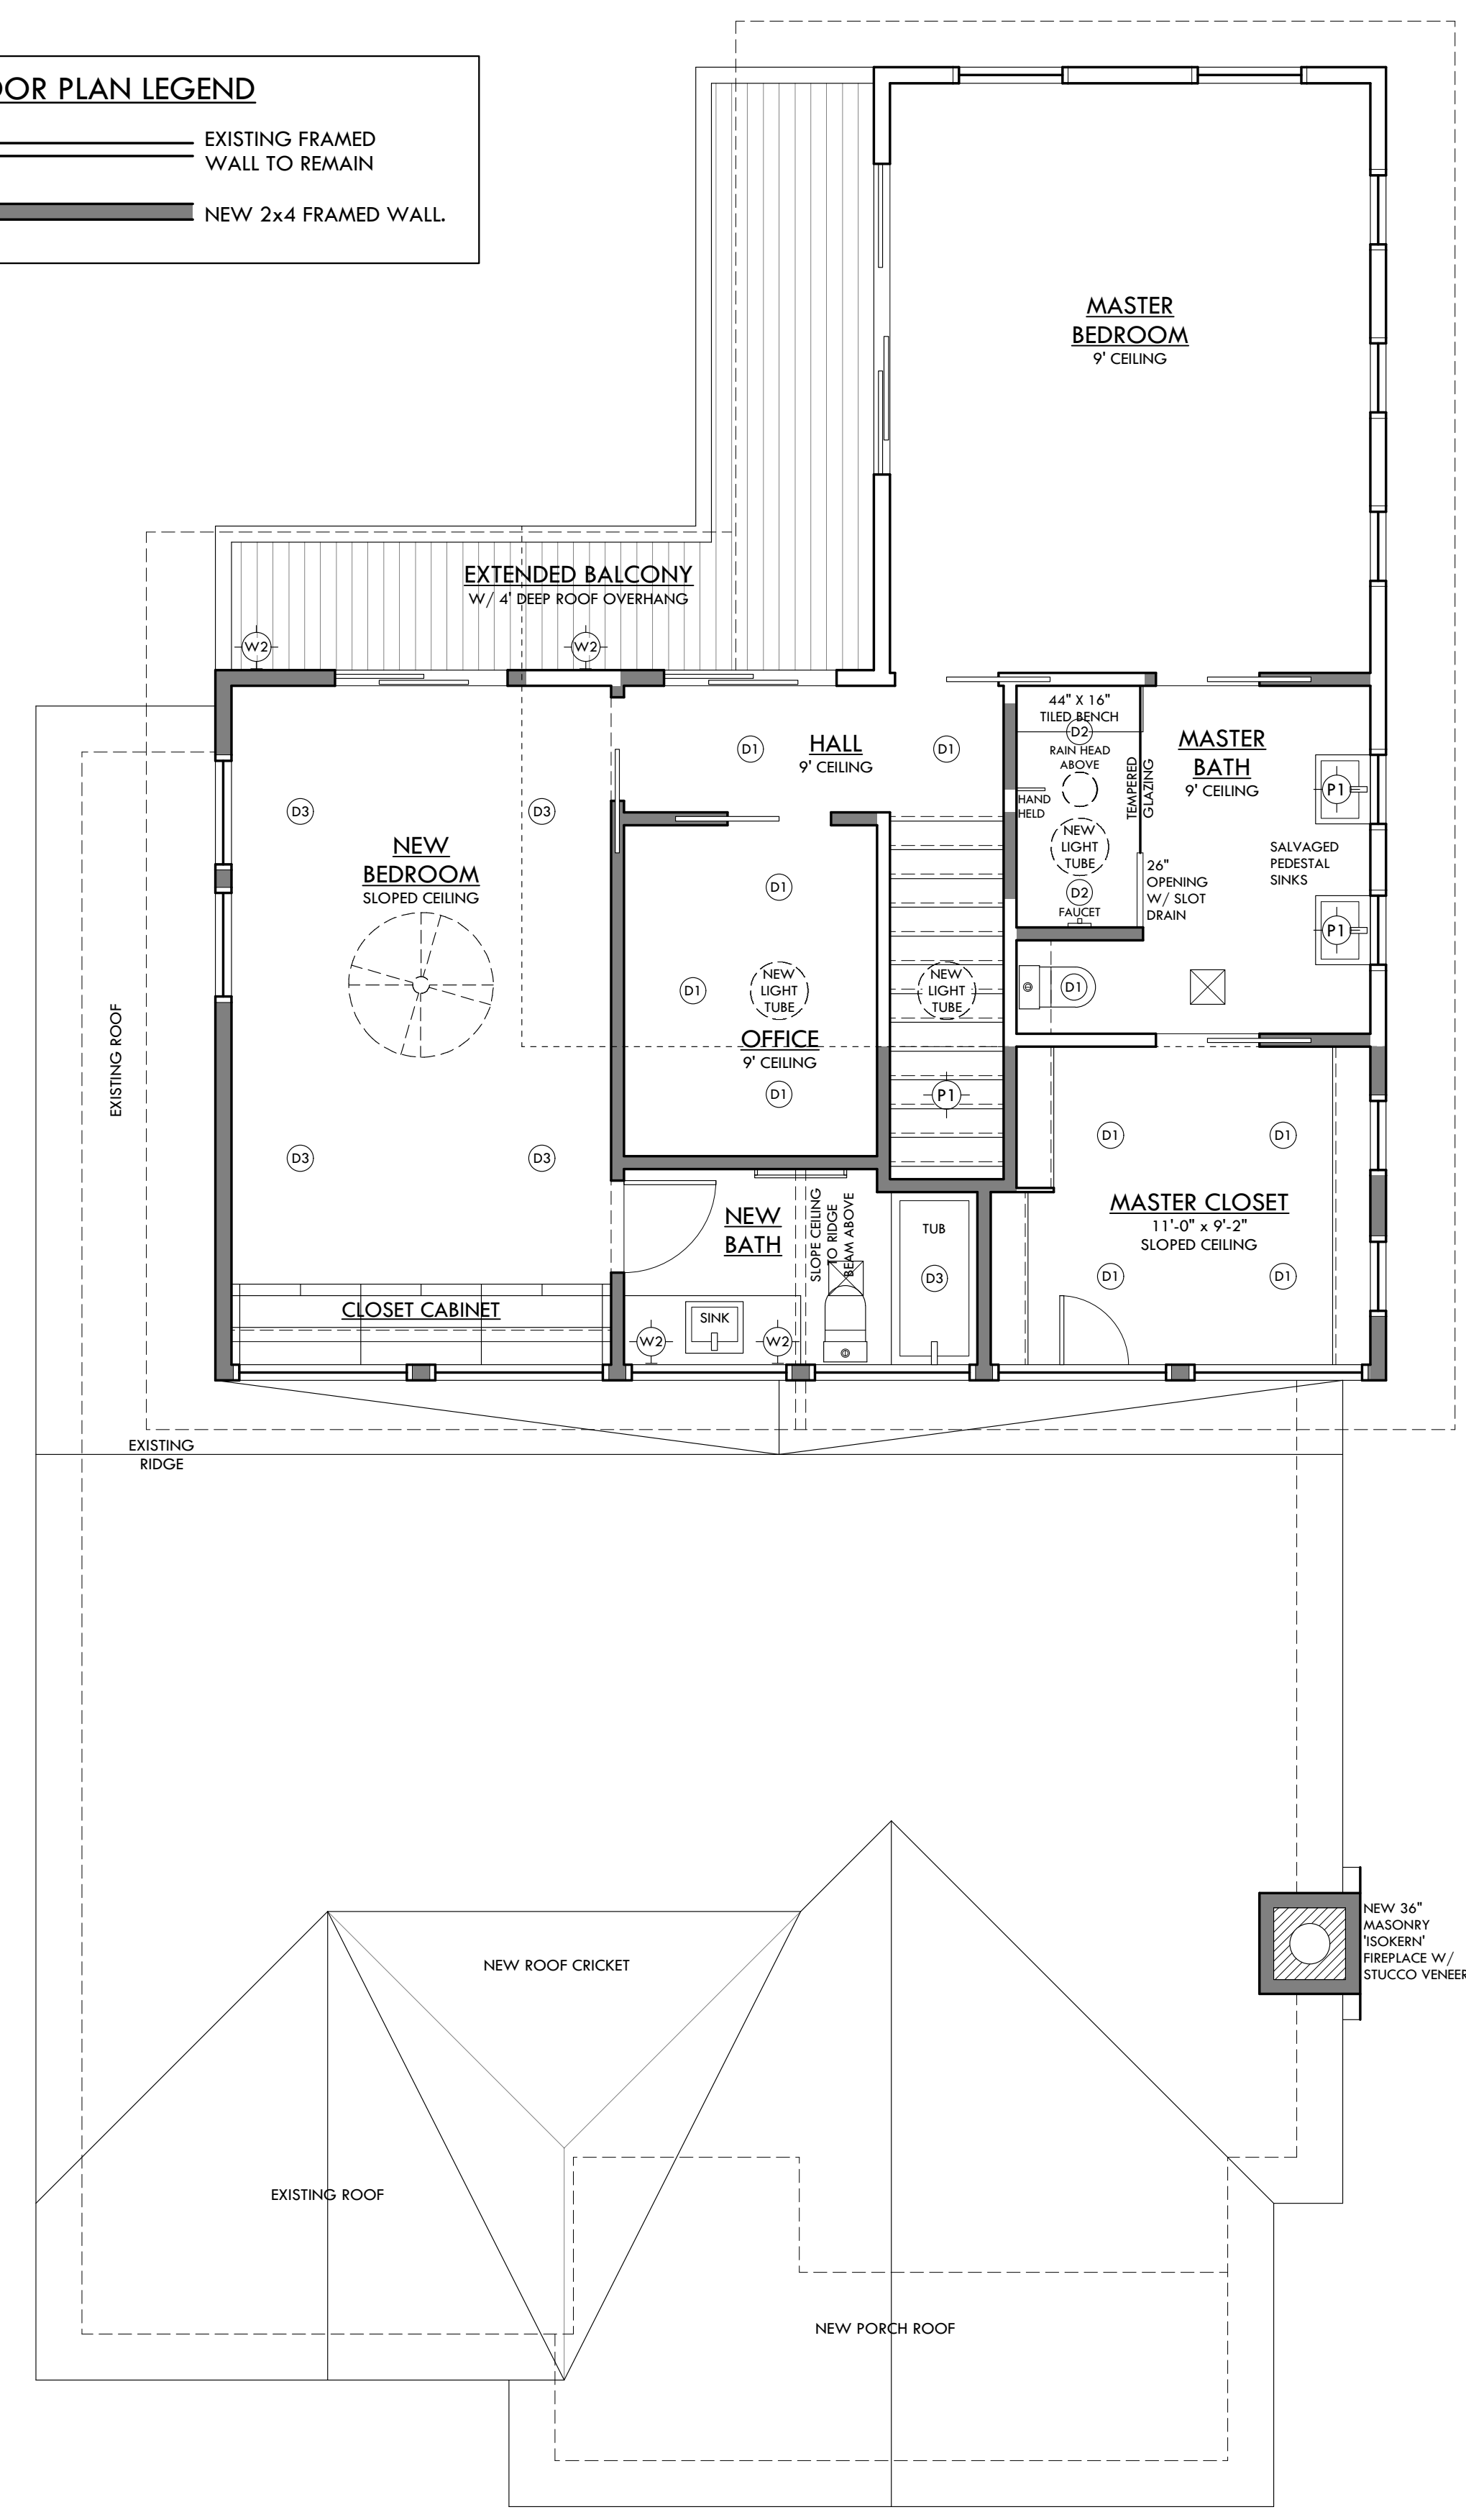 OOR PLAN LEGEND
EXISTING FRAMED
WALL TO REMAIN
NEW 2x4 FRAMED WALL.
MASTER
BEDROOM
9' CEILING
EXTENDED BALCONY
W/ 4' DEEP ROOF OVERHANG
W2
W2
44" X 16"
TILED BENCH
D2
RAIN HEAD
ABOVE
HAND
HELD
TEMPERED
GLAZING
NEW
LIGHT
TUBE
D2
FAUCET
26"
OPENING
W/ SLOT
DRAIN
MASTER
BATH
9' CEILING
P1
SALVAGED
PEDESTAL
SINKS
P1
D1
HALL
9' CEILING
D1
D1
D3
D3
NEW
BEDROOM
SLOPED CEILING
D3
D3
D1
D1
NEW
LIGHT
TUBE
OFFICE
9' CEILING
D1
NEW
LIGHT
TUBE
P1
EXISTING ROOF
D1
D1
MASTER CLOSET
11'-0" x 9'-2"
SLOPED CEILING
D1
D1
NEW
BATH
SLOPE CEILING
TO RIDGE
BEAM ABOVE
TUB
D3
CLOSET CABINET
SINK
W2
W2
EXISTING
RIDGE
NEW 36"
MASONRY
'ISOKERN'
FIREPLACE W/
STUCCO VENEER
NEW ROOF CRICKET
EXISTING ROOF
NEW PORCH ROOF